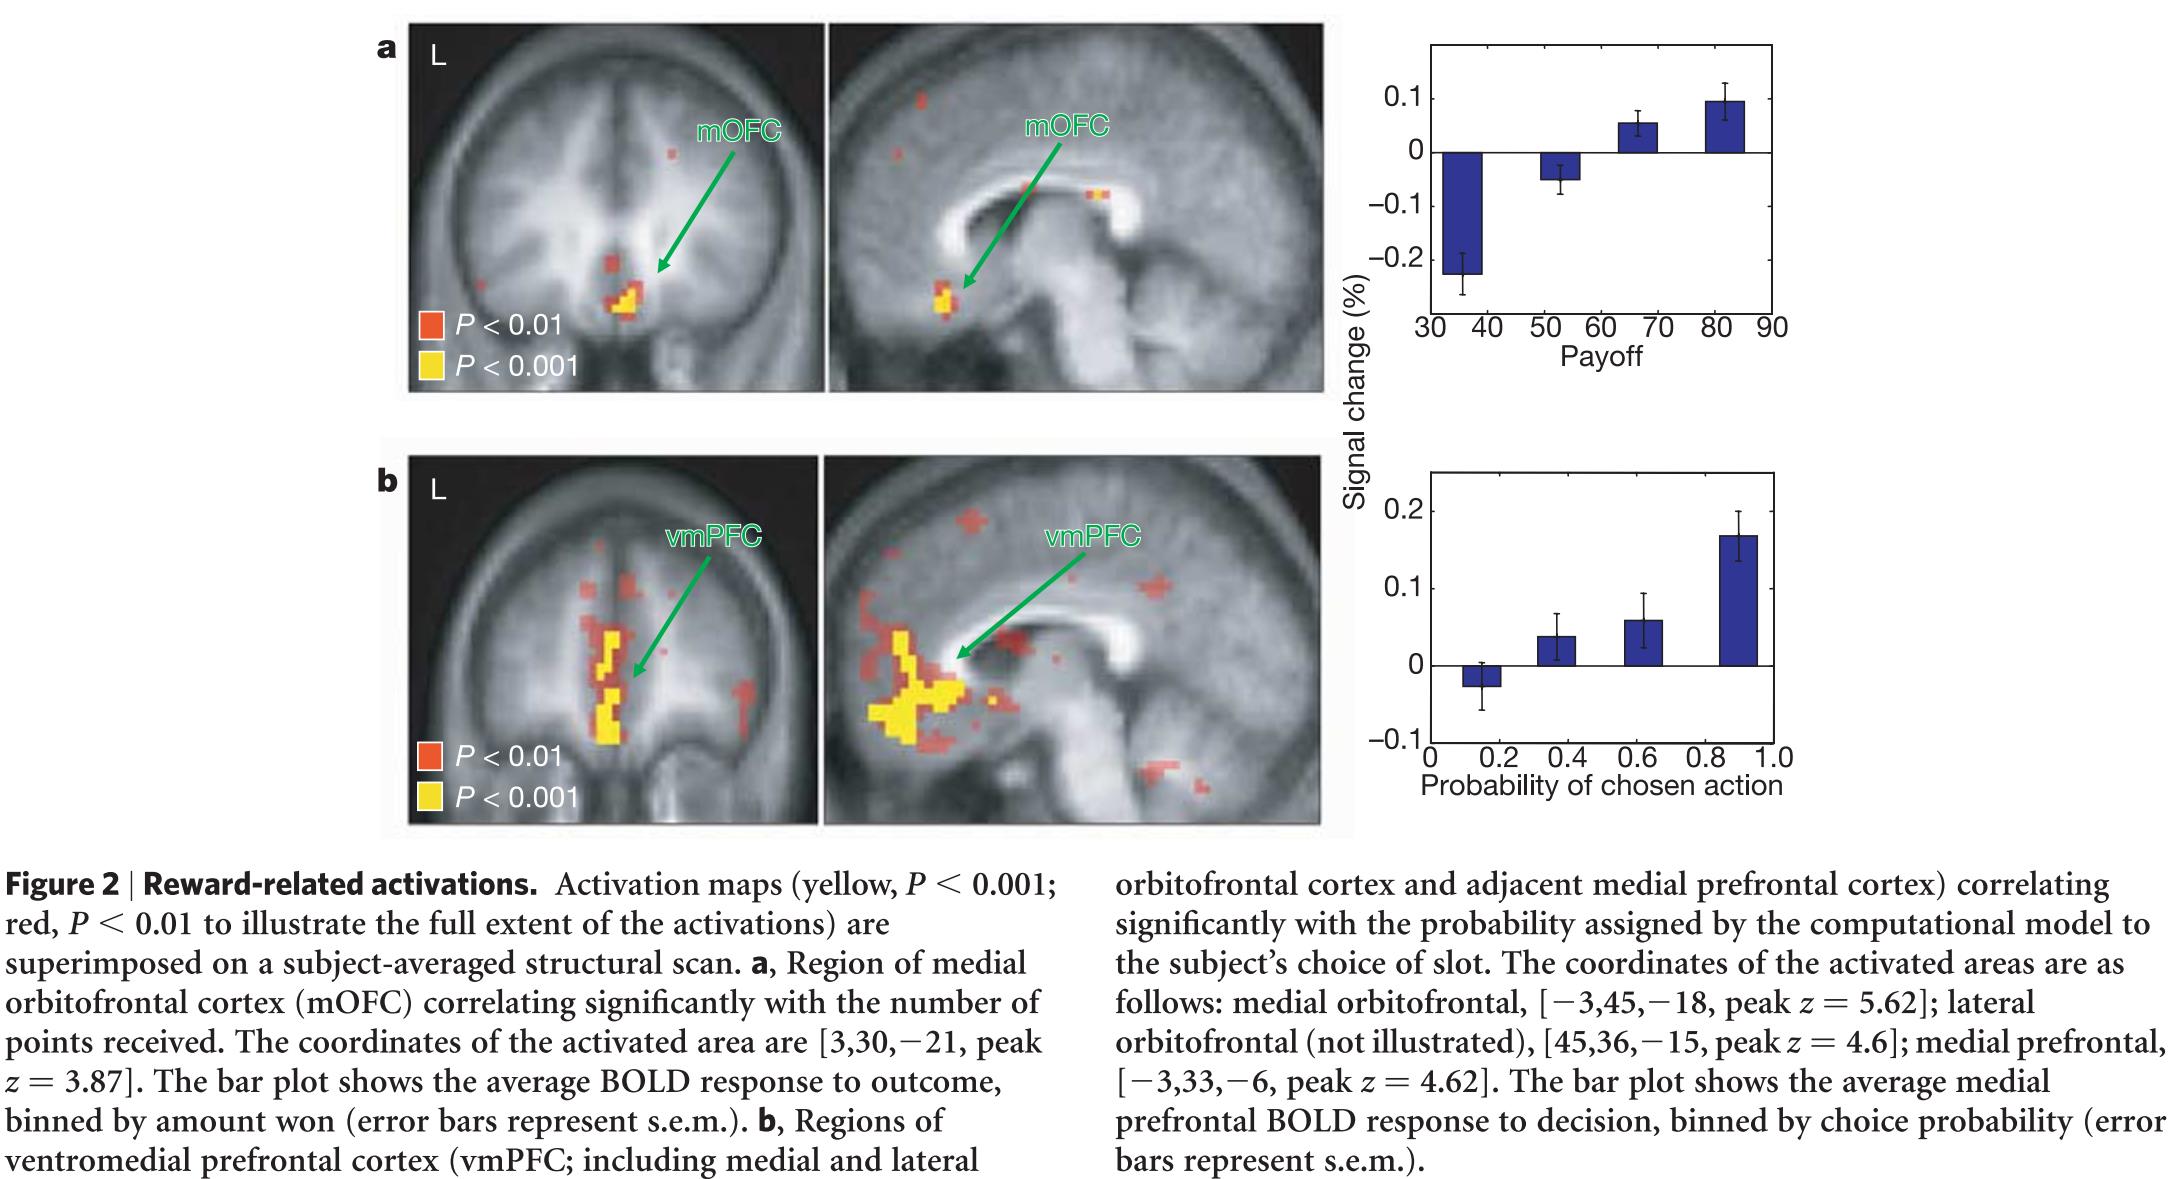 a
L
mOFC
mOFC
P < 0.01
P < 0.001
0.1
0
−0.1
−0.2
30 40 50 60 70 80 90
Payoff
Signal change (%)
b
L
vmPFC
vmPFC
P < 0.01
P < 0.001
0.2
0.1
0
−0.1
0 0.2 0.4 0.6 0.8 1.0
Probability of chosen action
Figure 2 | Reward-related activations. Activation maps (yellow, P < 0.001;
red, P < 0.01 to illustrate the full extent of the activations) are
superimposed on a subject-averaged structural scan. a, Region of medial
orbitofrontal cortex (mOFC) correlating significantly with the number of
points received. The coordinates of the activated area are [3,30,−21, peak
z = 3.87]. The bar plot shows the average BOLD response to outcome,
binned by amount won (error bars represent s.e.m.). b, Regions of
ventromedial prefrontal cortex (vmPFC; including medial and lateral
orbitofrontal cortex and adjacent medial prefrontal cortex) correlating
significantly with the probability assigned by the computational model to
the subject's choice of slot. The coordinates of the activated areas are as
follows: medial orbitofrontal, [−3,45,−18, peak z = 5.62]; lateral
orbitofrontal (not illustrated), [45,36,−15, peak z = 4.6]; medial prefrontal,
[−3,33,−6, peak z = 4.62]. The bar plot shows the average medial
prefrontal BOLD response to decision, binned by choice probability (error
bars represent s.e.m.).